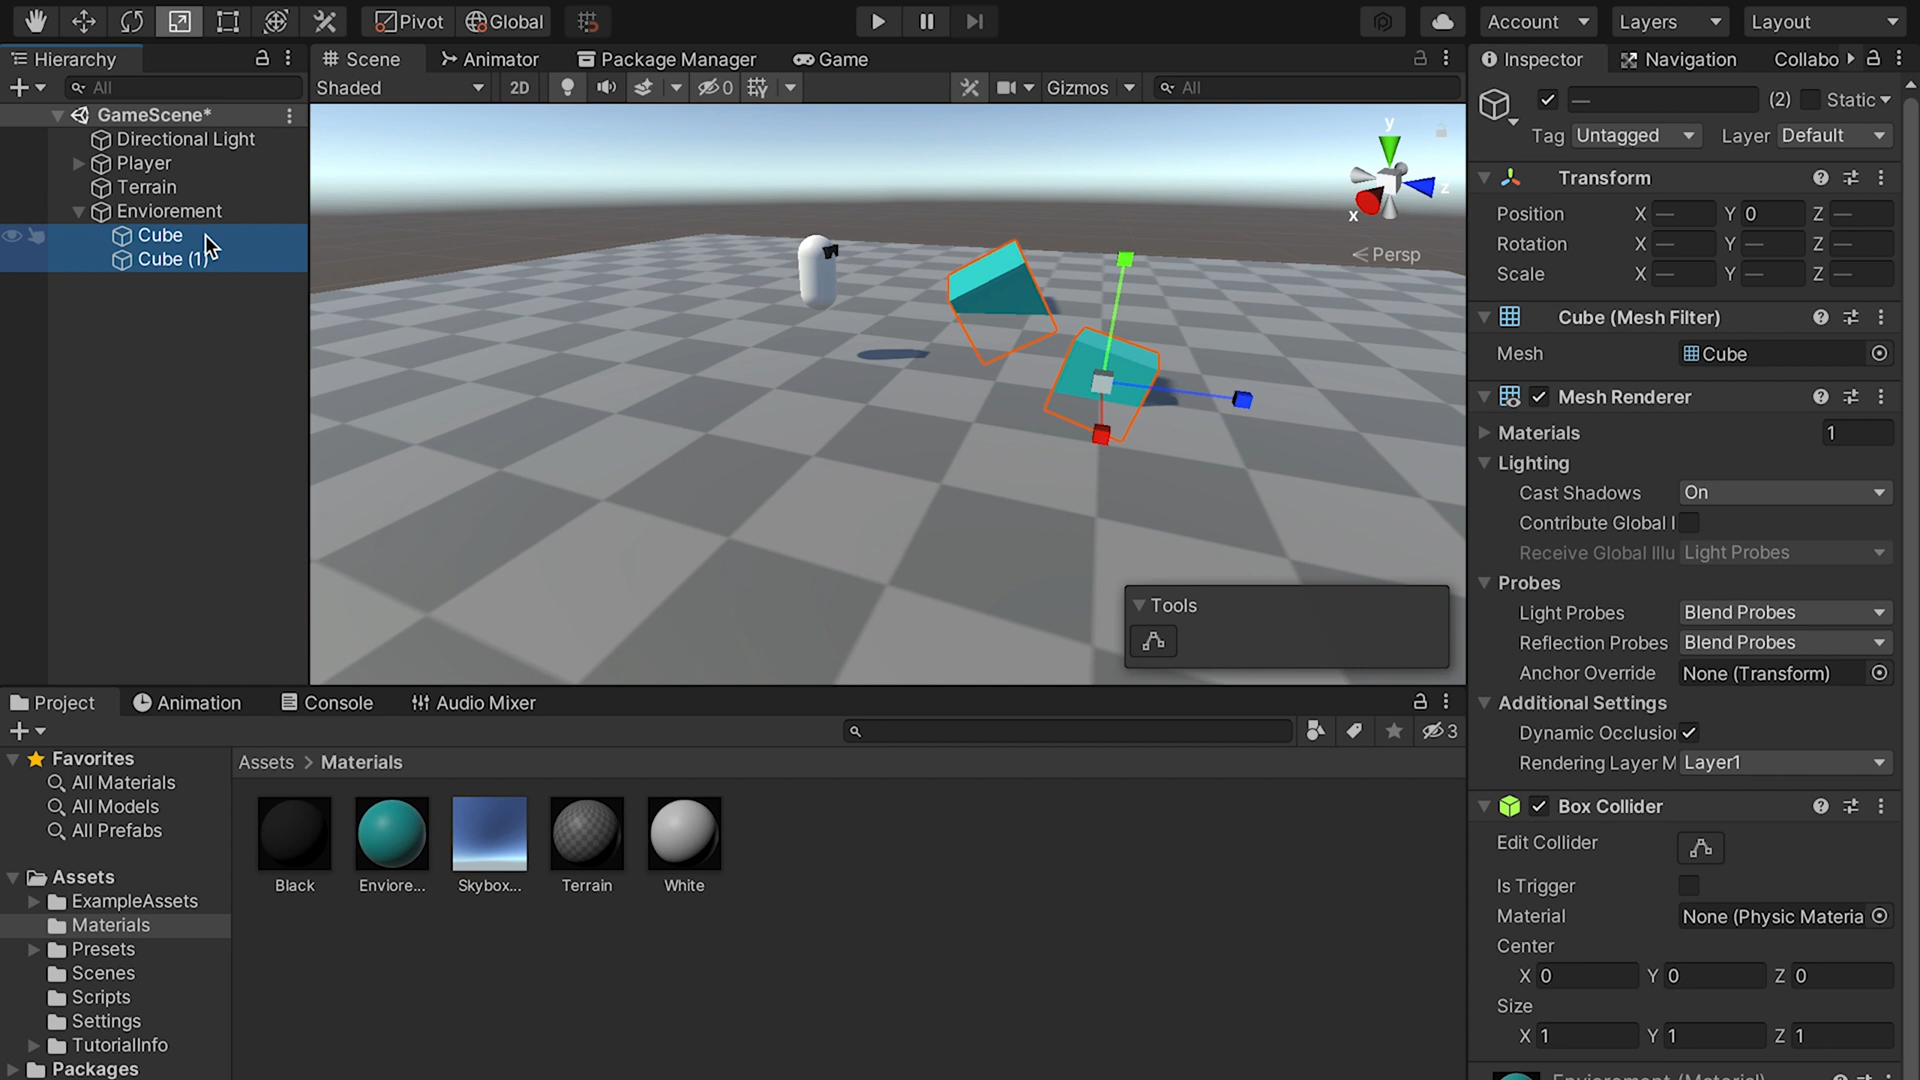 Pivot Global Account Layers Layout
Hierarchy
All
GameScene*
Directional Light
Player
Terrain
Enviorement
Cube
Cube (1)
Scene Animator Package Manager Game
Shaded 2D 0 Gizmos All
y
z
x
Persp
Tools
Inspector Navigation Collabo
— (2) Static
Tag Untagged Layer Default
Transform
Position X — Y 0 Z —
Rotation X — Y — Z —
Scale X — Y — Z —
Cube (Mesh Filter)
Mesh Cube
Mesh Renderer
Materials 1
Lighting
Cast Shadows On
Contribute Global I
Receive Global Illu Light Probes
Probes
Light Probes Blend Probes
Reflection Probes Blend Probes
Anchor Override None (Transform)
Additional Settings
Dynamic Occlusion
Rendering Layer M Layer1
Box Collider
Edit Collider
Is Trigger
Material None (Physic Materia
Center
X 0 Y 0 Z 0
Size
X 1 Y 1 Z 1
Enviorement (Material)
Project Animation Console Audio Mixer
3
Favorites
All Materials
All Models
All Prefabs
Assets
ExampleAssets
Materials
Presets
Scenes
Scripts
Settings
TutorialInfo
Packages
Assets > Materials
Black Enviore... Skybox... Terrain White